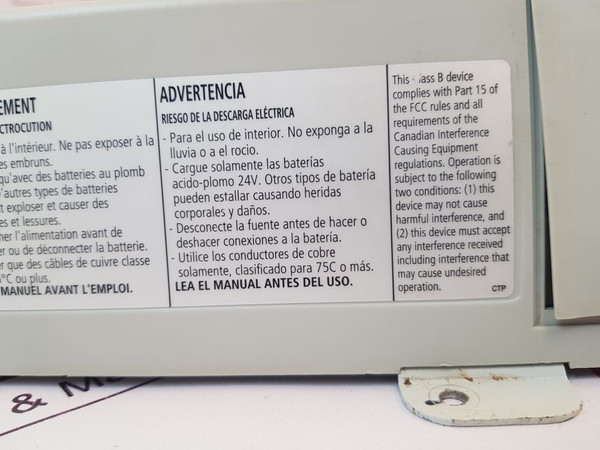 EMENT
CTROCUTION
à l'intérieur. Ne pas exposer à la
es embruns.
qu'avec des batteries au plomb
'autres types de batteries
t exploser et causer des
es et lessures.
ner l'alimentation avant de
er ou de déconnecter la batterie.
er que des câbles de cuivre classe
°C ou plus.
MANUEL AVANT L'EMPLOI.
ADVERTENCIA
RIESGO DE LA DESCARGA ELÉCTRICA
- Para el uso de interior. No exponga a la
lluvia o a el rocio.
- Cargue solamente las baterías
acido-plomo 24V. Otros tipos de batería
pueden estallar causando heridas
corporales y daños.
- Desconecte la fuente antes de hacer o
deshacer conexiones a la batería.
- Utilice los conductores de cobre
solamente, clasificado para 75C o más.
LEA EL MANUAL ANTES DEL USO.
This lass B device
complies with Part 15 of
the FCC rules and all
requirements of the
Canadian Interference
Causing Equipment
regulations. Operation is
subject to the following
two conditions: (1) this
device may not cause
harmful interference, and
(2) this device must accept
any interference received
including interference that
may cause undesired
operation.
CTP
& M